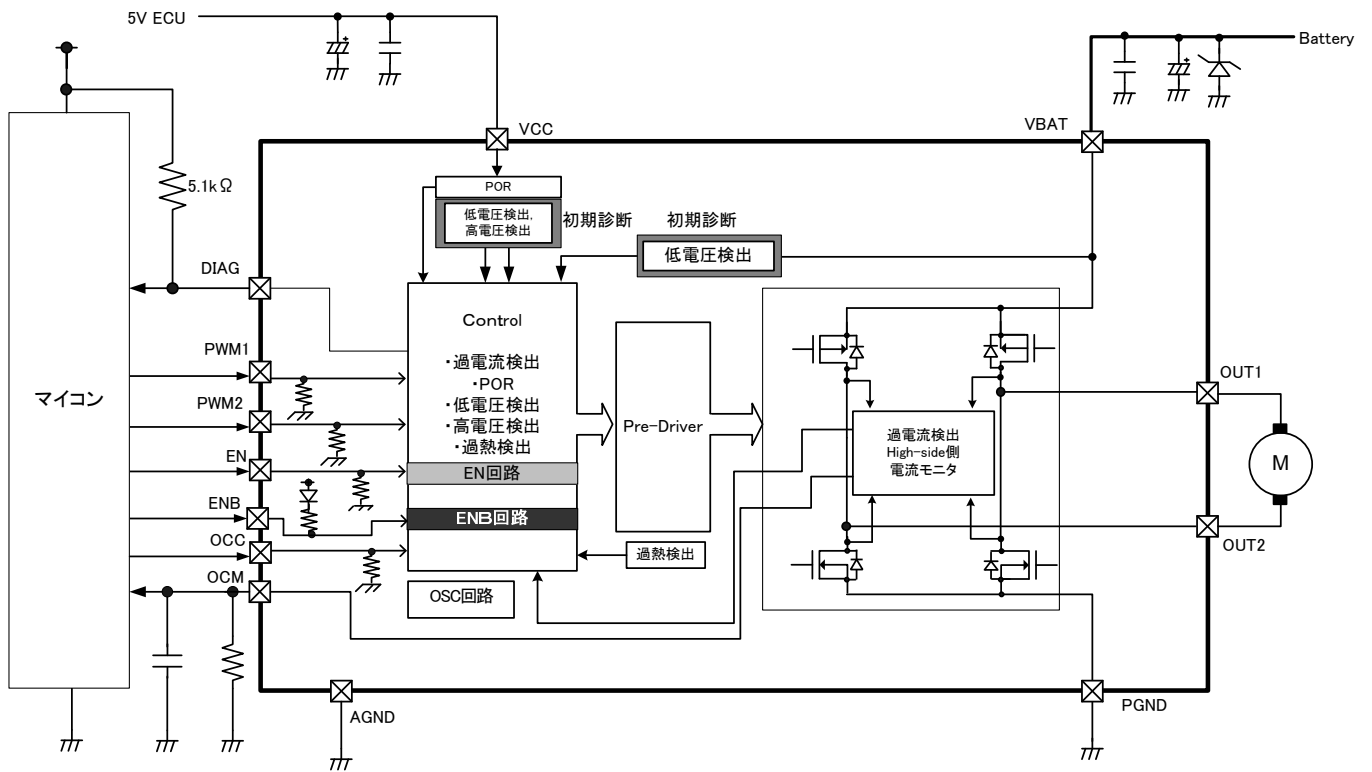 5V ECU
Battery
VCC
VBAT
5.1kΩ
POR
低電圧検出,
高電圧検出
初期診断
初期診断
低電圧検出
DIAG
Control
・過電流検出
・POR
・低電圧検出
・高電圧検出
・過熱検出
EN回路
ENB回路
PWM1
PWM2
EN
ENB
OCC
OCM
マイコン
Pre-Driver
過電流検出
High-side側
電流モニタ
OUT1
M
OUT2
過熱検出
OSC回路
AGND
PGND